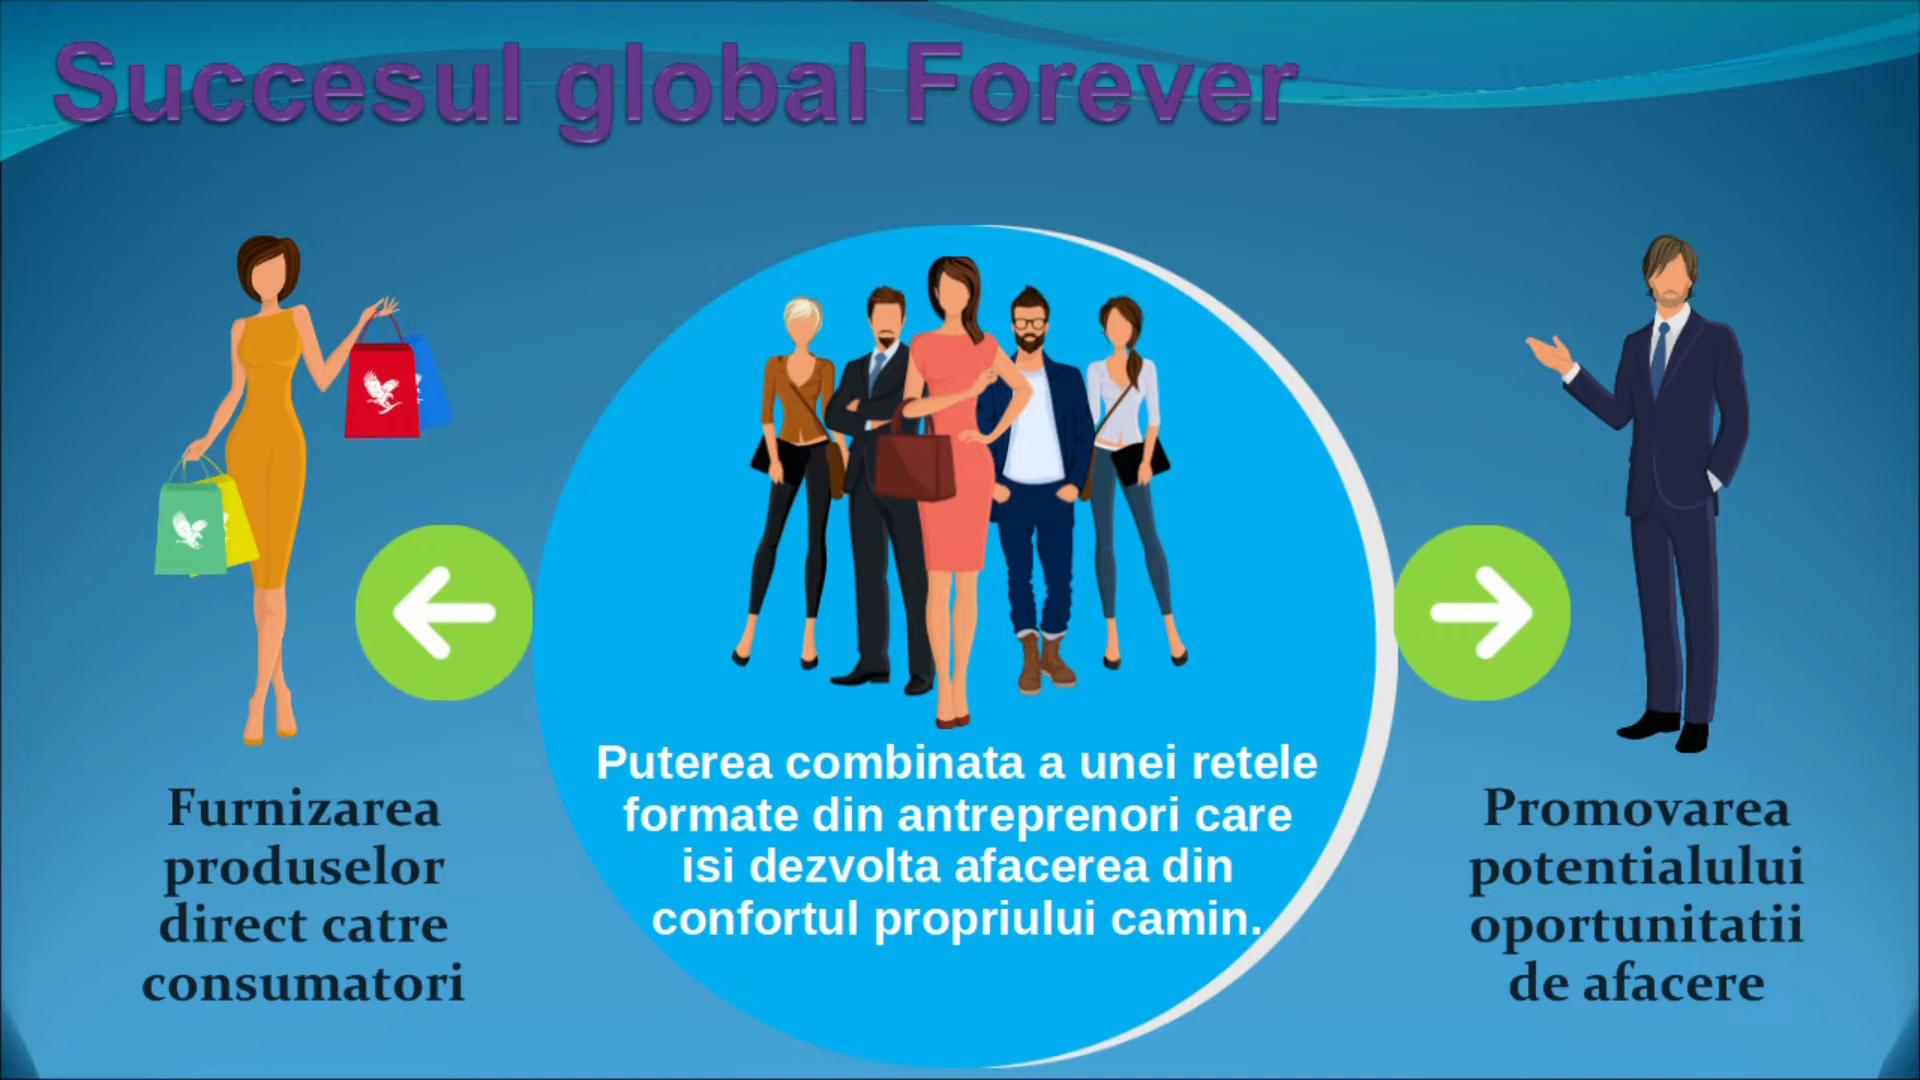 Succesul global Forever
Puterea combinata a unei retele
formate din antreprenori care
isi dezvolta afacerea din
confortul propriului camin.
Furnizarea
produselor
direct catre
consumatori
Promovarea
potentialului
oportunitatii
de afacere